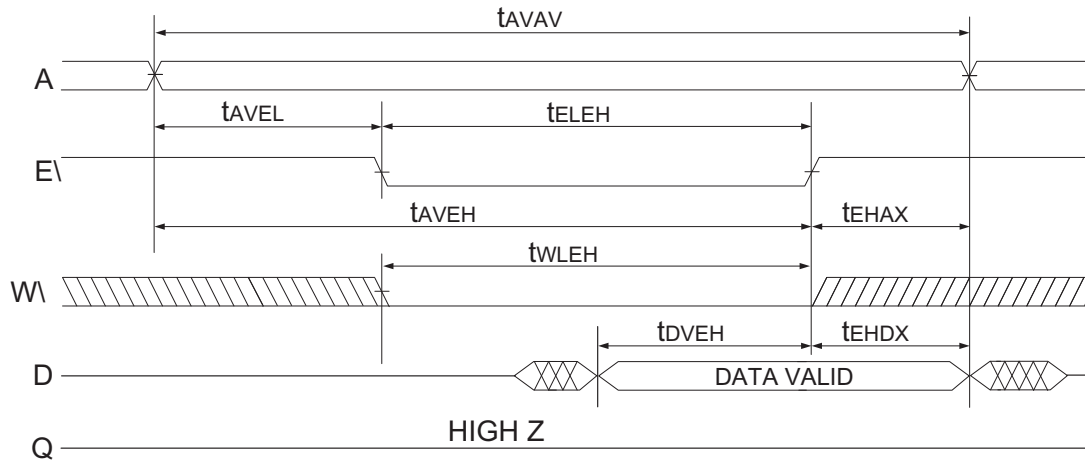 tAVAV
A
tAVEL tELEH
E\
tAVEH tEHAX
tWLEH
W\
tDVEH tEHDX
D DATA VALID
HIGH Z
Q